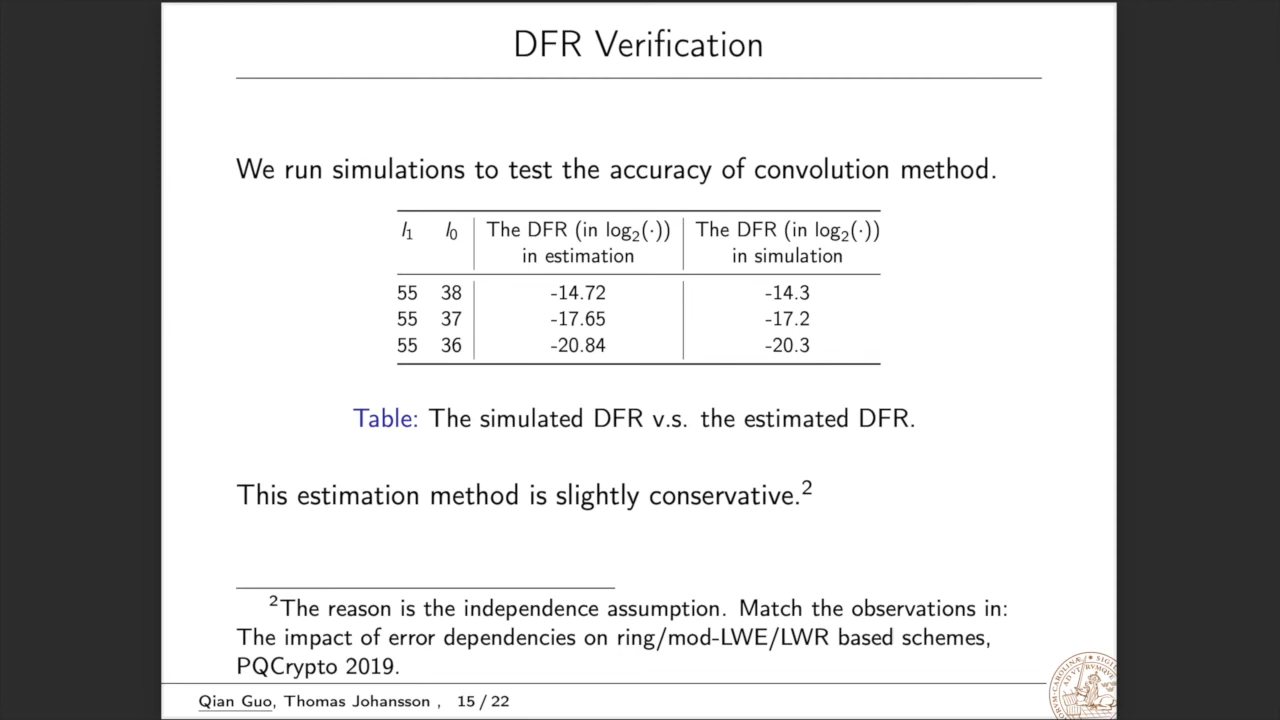 DFR Verification
We run simulations to test the accuracy of convolution method.
l₁ l₀ The DFR (in log₂(·)) The DFR (in log₂(·))
in estimation in simulation
55 38 -14.72 -14.3
55 37 -17.65 -17.2
55 36 -20.84 -20.3
Table: The simulated DFR v.s. the estimated DFR.
This estimation method is slightly conservative.²
²The reason is the independence assumption. Match the observations in:
The impact of error dependencies on ring/mod-LWE/LWR based schemes,
PQCrypto 2019.
Qian Guo, Thomas Johansson , 15 / 22